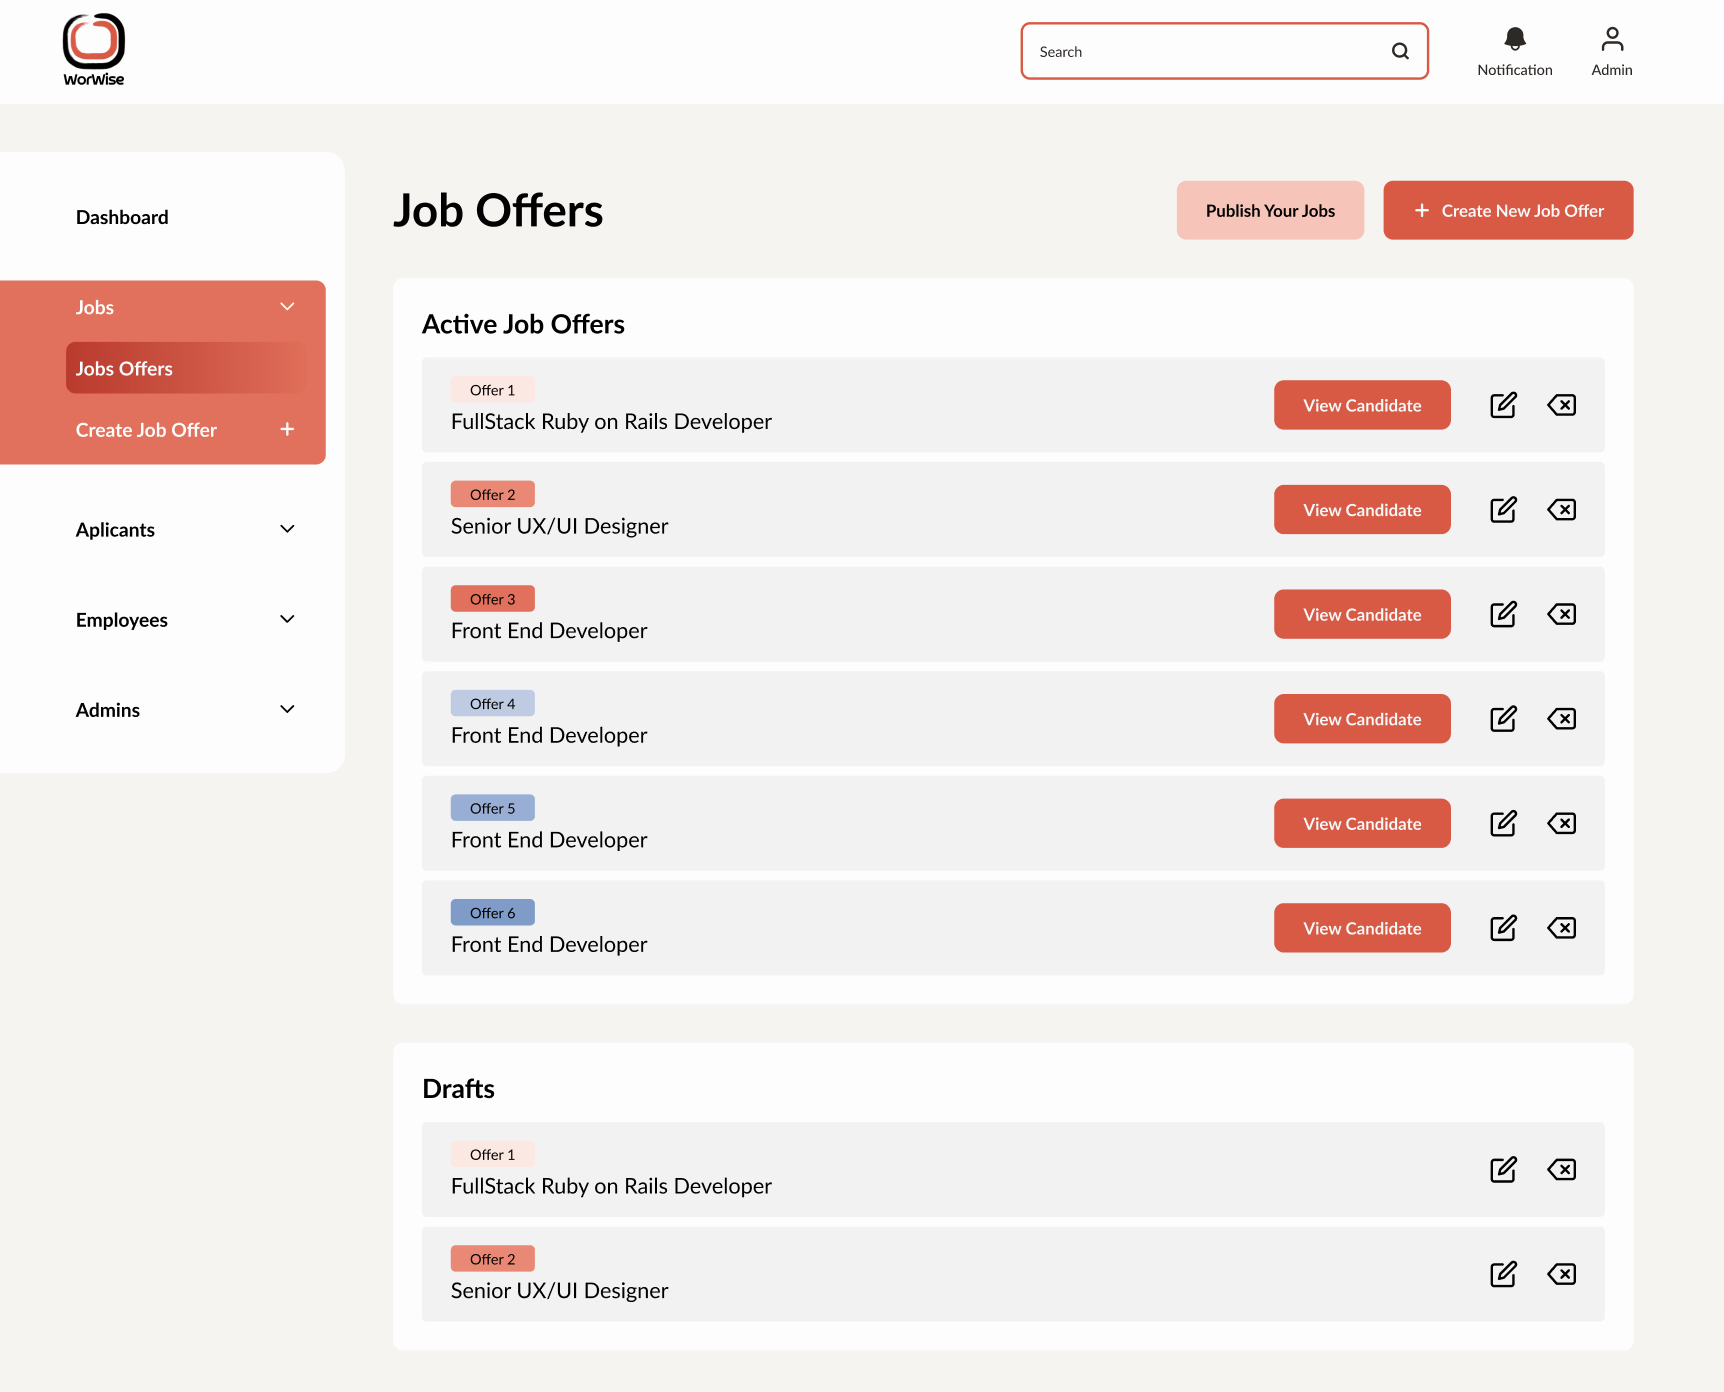 WorWise
Search
Notification
Admin
Dashboard
Jobs
Jobs Offers
Create Job Offer
Aplicants
Employees
Admins
Job Offers
Publish Your Jobs
Create New Job Offer
Active Job Offers
Offer 1
FullStack Ruby on Rails Developer
View Candidate
Offer 2
Senior UX/UI Designer
View Candidate
Offer 3
Front End Developer
View Candidate
Offer 4
Front End Developer
View Candidate
Offer 5
Front End Developer
View Candidate
Offer 6
Front End Developer
View Candidate
Drafts
Offer 1
FullStack Ruby on Rails Developer
Offer 2
Senior UX/UI Designer